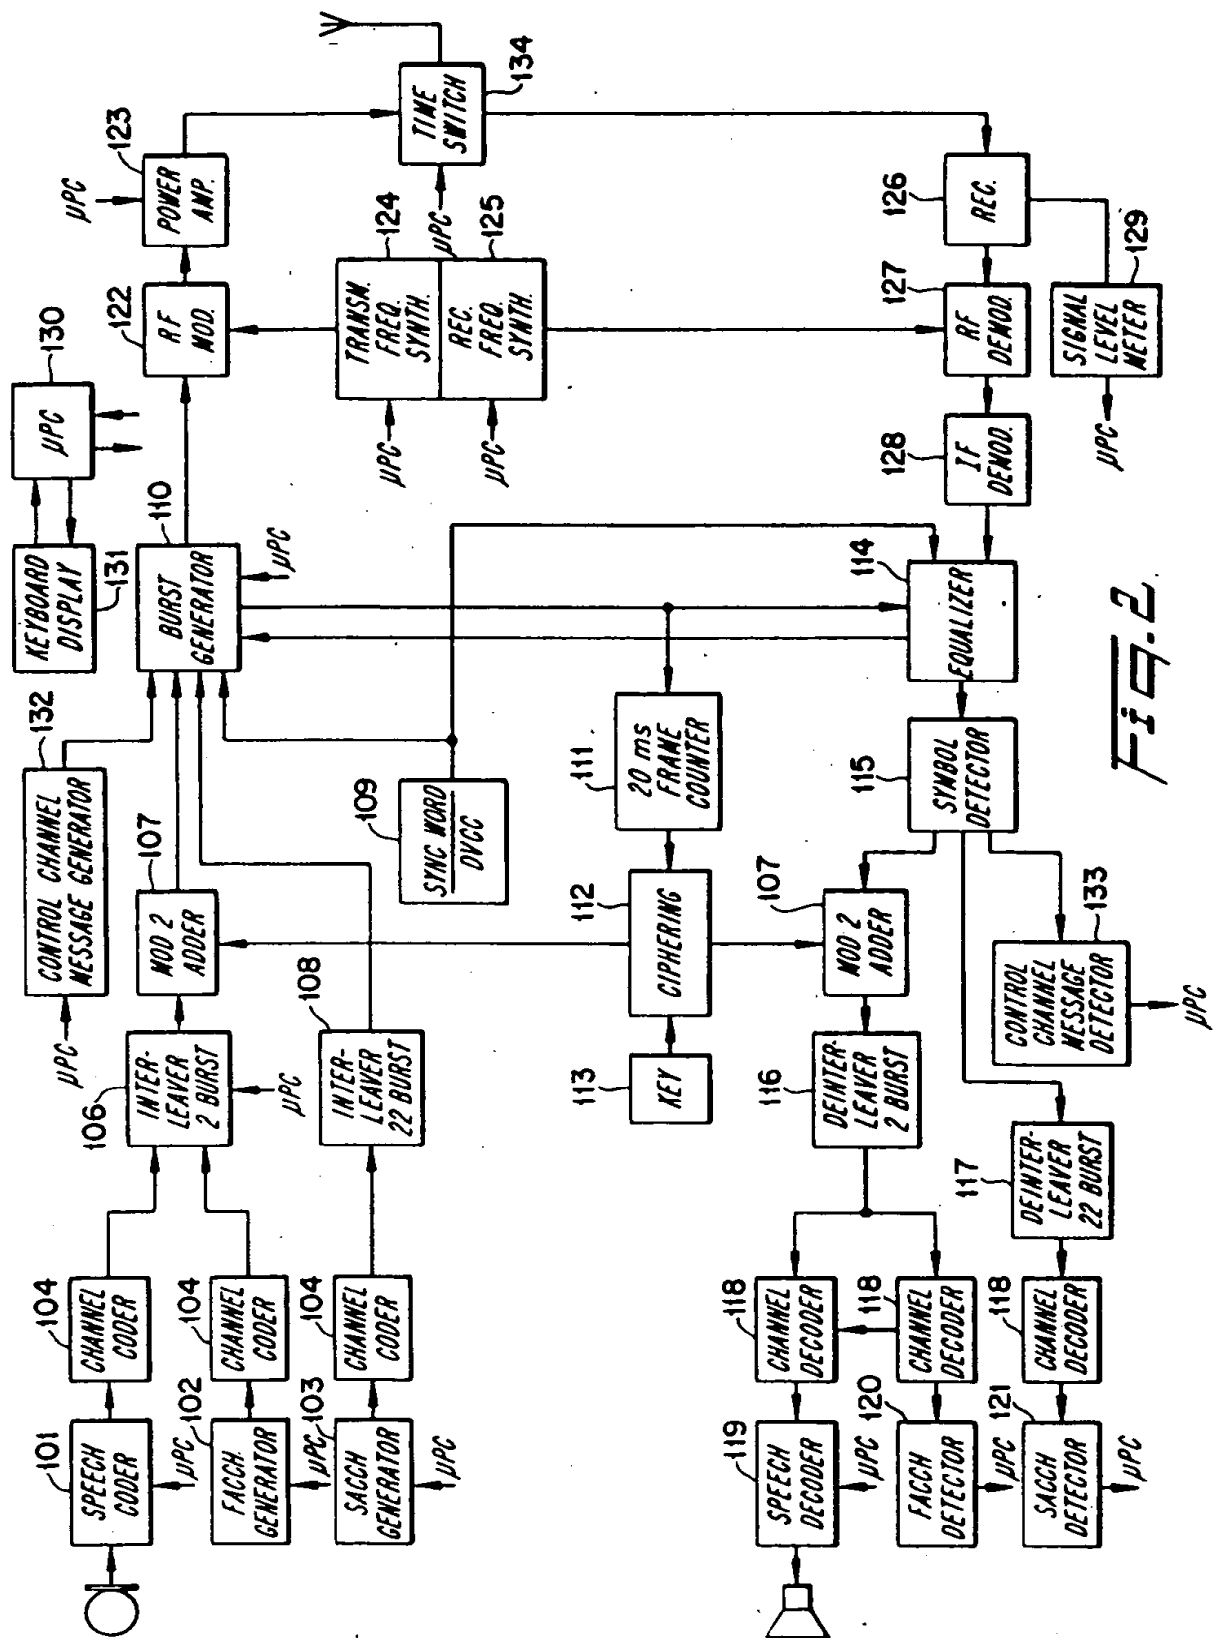 130
μPC
KEYBOARD
DISPLAY
131
132
CONTROL CHANNEL
MESSAGE GENERATOR
μPC
101
SPEECH
CODER
μPC
104
CHANNEL
CODER
102
FACCH.
GENERATOR
μPC
104
CHANNEL
CODER
103
SACCH
GENERATOR
μPC
104
CHANNEL
CODER
106
INTER-
LEAVER
2 BURST
μPC
108
INTER-
LEAVER
22 BURST
107
MOD 2
ADDER
110
BURST
GENERATOR
μPC
122
RF
MOD.
123
POWER
AMP.
μPC
134
TIME
SWITCH
μPC
124
TRANSM.
FREQ.
SYNTH.
μPC
125
REC.
FREQ.
SYNTH.
μPC
109
SYNC WORD
DVCC
111
20 ms
FRAME
COUNTER
112
CIPHERING
113
KEY
126
REC.
127
RF
DEMOD.
128
IF
DEMOD.
129
SIGNAL
LEVEL
METER
μPC
114
EQUALIZER
115
SYMBOL
DETECTOR
107
MOD 2
ADDER
133
CONTROL
CHANNEL
MESSAGE
DETECTOR
μPC
116
DEINTER-
LEAVER
2 BURST
117
DEINTER-
LEAVER
22 BURST
118
CHANNEL
DECODER
118
CHANNEL
DECODER
118
CHANNEL
DECODER
119
SPEECH
DECODER
μPC
120
FACCH
DETECTOR
μPC
121
SACCH
DETECTOR
μPC
Fig. 2